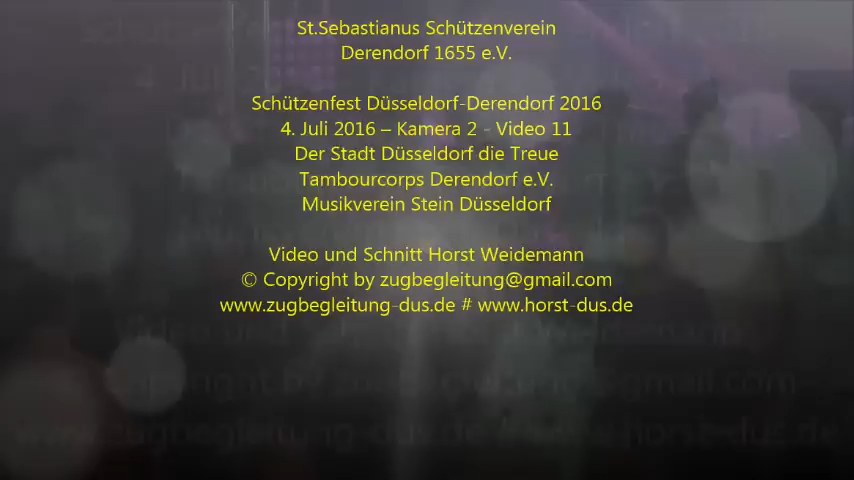 St.Sebastianus Schützenverein
Derendorf 1655 e.V.
Schützenfest Düsseldorf-Derendorf 2016
4. Juli 2016 – Kamera 2 - Video 11
Der Stadt Düsseldorf die Treue
Tambourcorps Derendorf e.V.
Musikverein Stein Düsseldorf
Video und Schnitt Horst Weidemann
© Copyright by zugbegleitung@gmail.com
www.zugbegleitung-dus.de # www.horst-dus.de